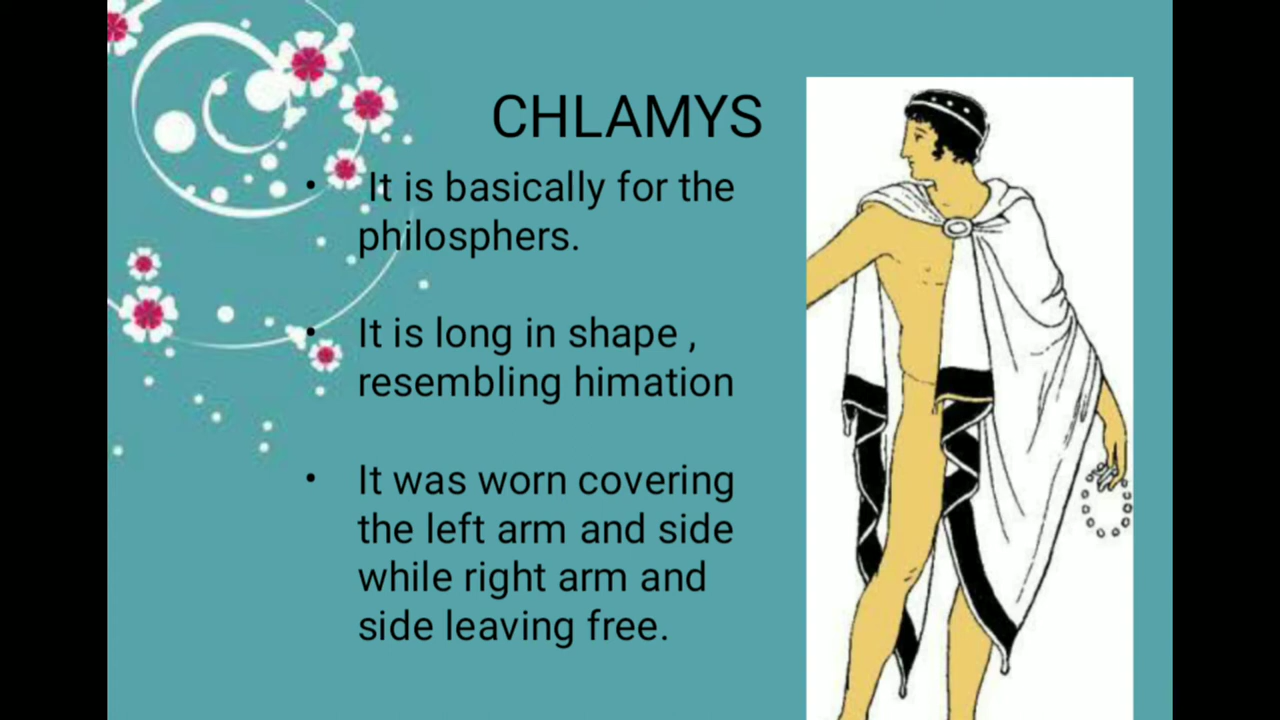 CHLAMYS
• It is basically for the
philosphers.
• It is long in shape ,
resembling himation
• It was worn covering
the left arm and side
while right arm and
side leaving free.